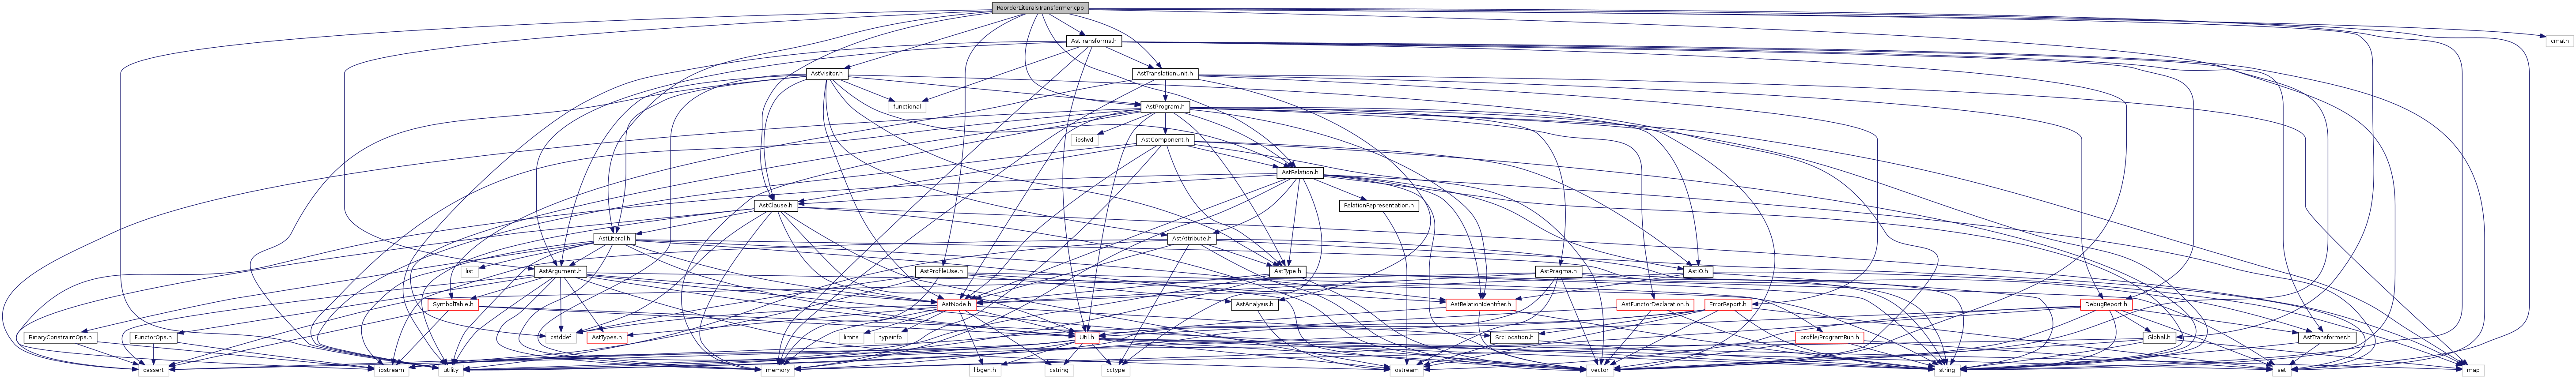 ReorderLiteralsTransformer.cpp
AstTransforms.h
cmath
AstVisitor.h
AstTranslationUnit.h
functional
AstProgram.h
iosfwd
AstComponent.h
AstRelation.h
AstClause.h
RelationRepresentation.h
AstLiteral.h
AstAttribute.h
list
AstArgument.h
AstProfileUse.h
AstType.h
AstPragma.h
AstIO.h
SymbolTable.h
AstNode.h
AstAnalysis.h
AstRelationIdentifier.h
AstFunctorDeclaration.h
ErrorReport.h
DebugReport.h
BinaryConstraintOps.h
FunctorOps.h
cstddef
AstTypes.h
limits
typeinfo
Util.h
SrcLocation.h
profile/ProgramRun.h
Global.h
AstTransformer.h
cassert
iostream
utility
memory
libgen.h
cstring
cctype
ostream
vector
string
set
map